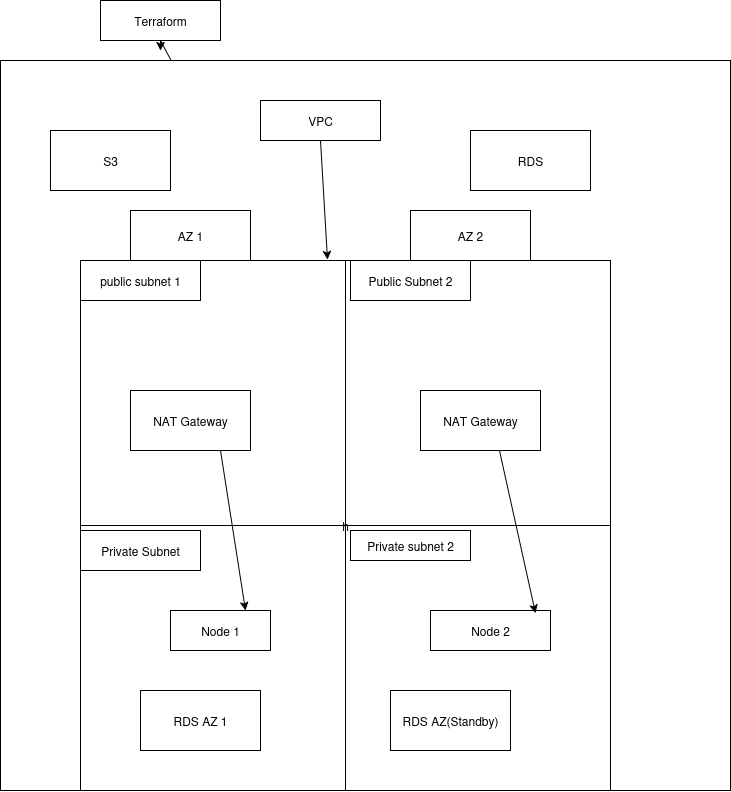 Terraform
VPC
S3
RDS
AZ 1
AZ 2
public subnet 1
Public Subnet 2
NAT Gateway
NAT Gateway
Private Subnet
Private subnet 2
Node 1
Node 2
RDS AZ 1
RDS AZ(Standby)